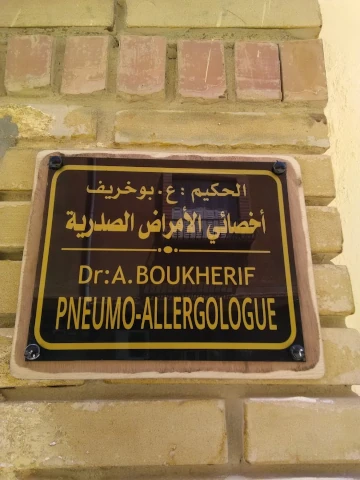 الحكيم : ع. بوخريف
أخصائي الأمراض الصدرية
Dr:A.BOUKHERIF
PNEUMO-ALLERGOLOGUE